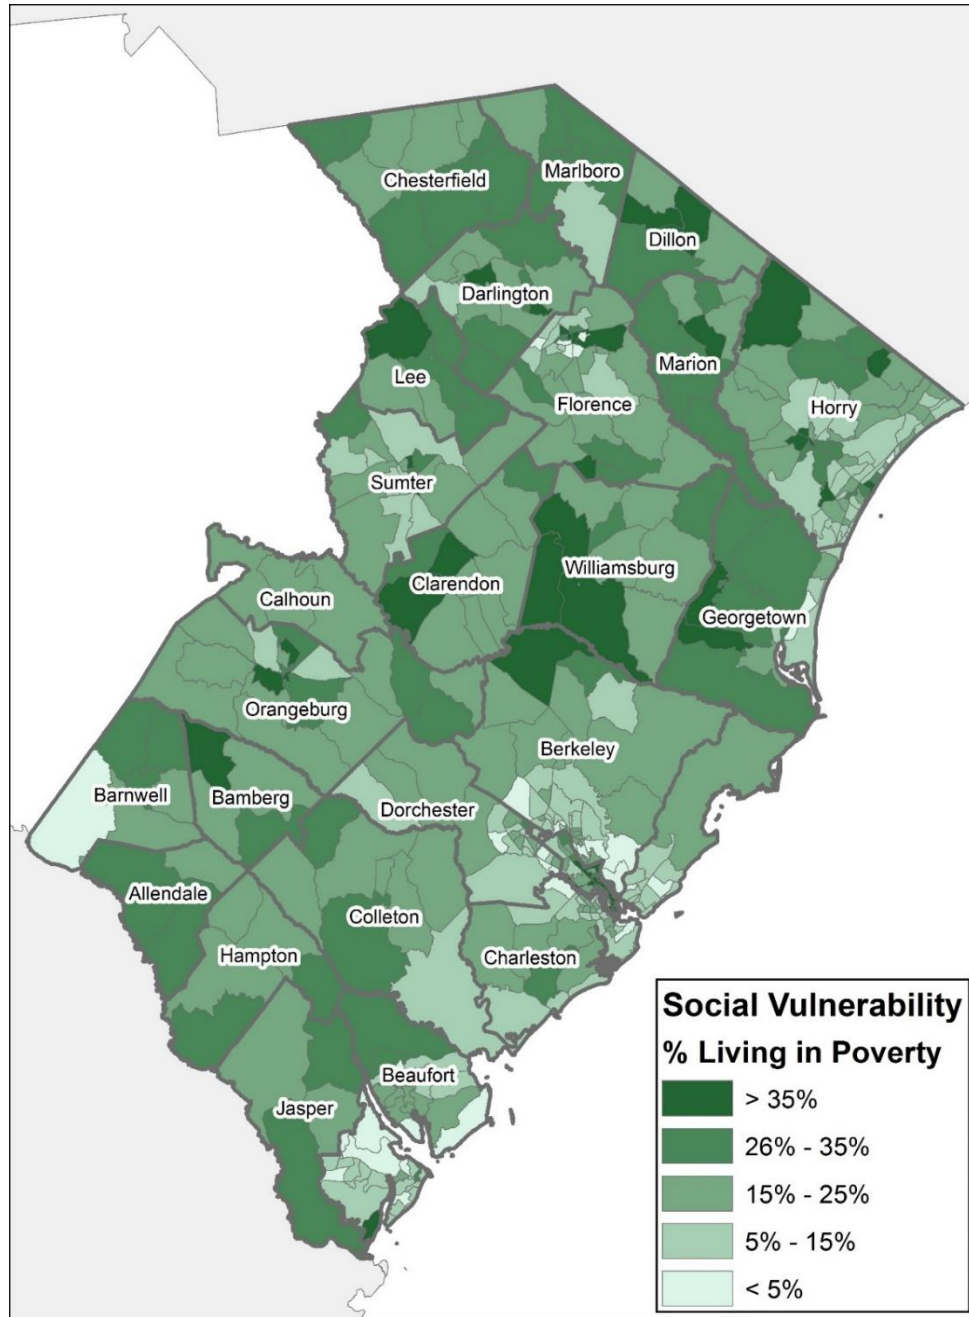 Marlboro
Chesterfield
Dillon
Darlington
Lee
Marion
Florence
Horry
Sumter
Clarendon
Williamsburg
Calhoun
Georgetown
Orangeburg
Berkeley
Barnwell
Bamberg
Dorchester
Allendale
Colleton
Hampton
Charleston
Beaufort
Jasper
Social Vulnerability
% Living in Poverty
> 35%
26% - 35%
15% - 25%
5% - 15%
< 5%